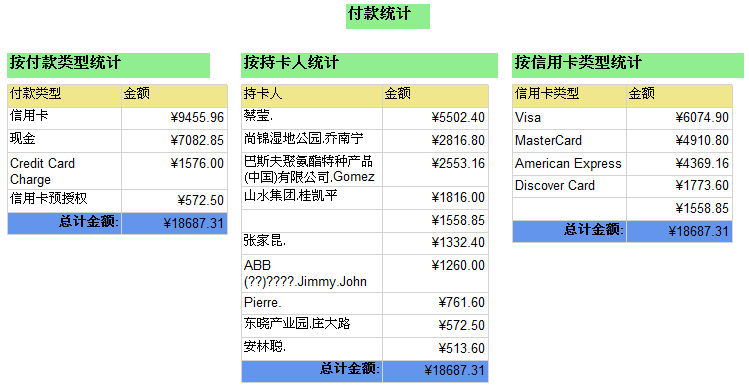 付款统计
按付款类型统计
付款类型 金额
信用卡 ¥9455.96
现金 ¥7082.85
Credit Card
Charge ¥1576.00
信用卡预授权 ¥572.50
总计金额: ¥18687.31
按持卡人统计
持卡人 金额
蔡莹. ¥5502.40
尚锦湿地公园.乔南宁 ¥2816.80
巴斯夫聚氨酯特种产品
(中国)有限公司.Gomez ¥2553.16
山水集团.桂凯平 ¥1816.00
¥1558.85
张家昆. ¥1332.40
ABB
(??)????.Jimmy.John ¥1260.00
Pierre. ¥761.60
东晓产业园.庄大路 ¥572.50
安林聪. ¥513.60
总计金额: ¥18687.31
按信用卡类型统计
信用卡类型 金额
Visa ¥6074.90
MasterCard ¥4910.80
American Express ¥4369.16
Discover Card ¥1773.60
¥1558.85
总计金额: ¥18687.31